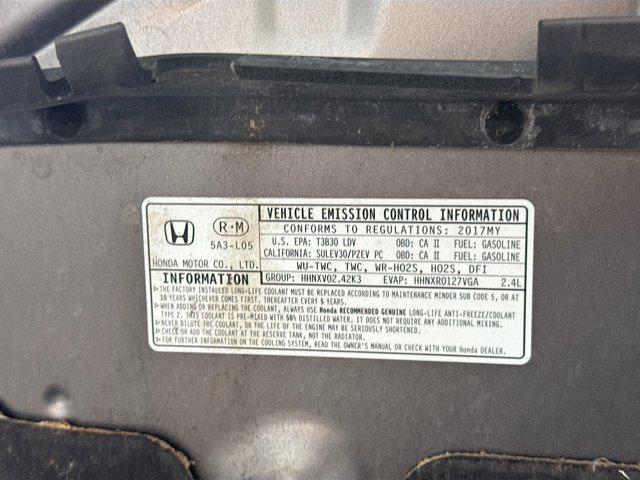 VEHICLE EMISSION CONTROL INFORMATION
R-M
CONFORMS TO REGULATIONS: 2017MY
5A3-L05
U.S. EPA: T3B30 LDV OBD: CA II FUEL: GASOLINE
CALIFORNIA: SULEV30/PZEV PC OBD: CA II FUEL: GASOLINE
HONDA MOTOR CO., LTD.
WU-TWC, TWC, WR-HO2S, HO2S, DFI
INFORMATION
GROUP: HHNXV02.42K3 EVAP: HHNXR0127VGA 2.4L
▷THE FACTORY INSTALLED LONG-LIFE COOLANT SHOULD BE REPLACED ACCORDING TO MAINTENANCE MINDER SUB CODE 5, OR AT
10 YEARS WHICHEVER COMES FIRST. THEREAFTER EVERY 5 YEARS.
▷WHEN ADDING OR REPLACING THE COOLANT, ALWAYS USE Honda RECOMMENDED GENUINE LONG-LIFE ANTI-FREEZE/COOLANT
TYPE 2. THIS COOLANT IS PRE-MIXED WITH 50% DISTILLED WATER. IT DOES NOT REQUIRE ANY ADDITIONAL MIXING.
▷NEVER DILUTE THE COOLANT, OR THE LIFE OF THE ENGINE MAY BE SERIOUSLY SHORTENED.
▷CHECK OR ADD THE COOLANT AT THE RESERVE TANK, NOT THE RADIATOR.
▷FOR FURTHER INFORMATION ON THE COOLING SYSTEM, READ THE OWNER'S MANUAL OR CHECK WITH YOUR Honda DEALER.